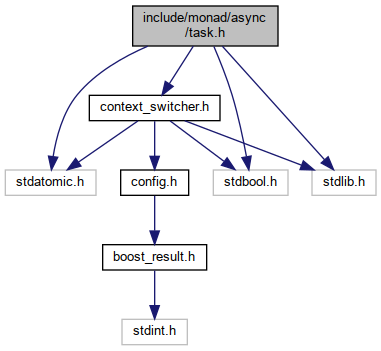 include/monad/async
/task.h
context_switcher.h
stdatomic.h
config.h
stdbool.h
stdlib.h
boost_result.h
stdint.h